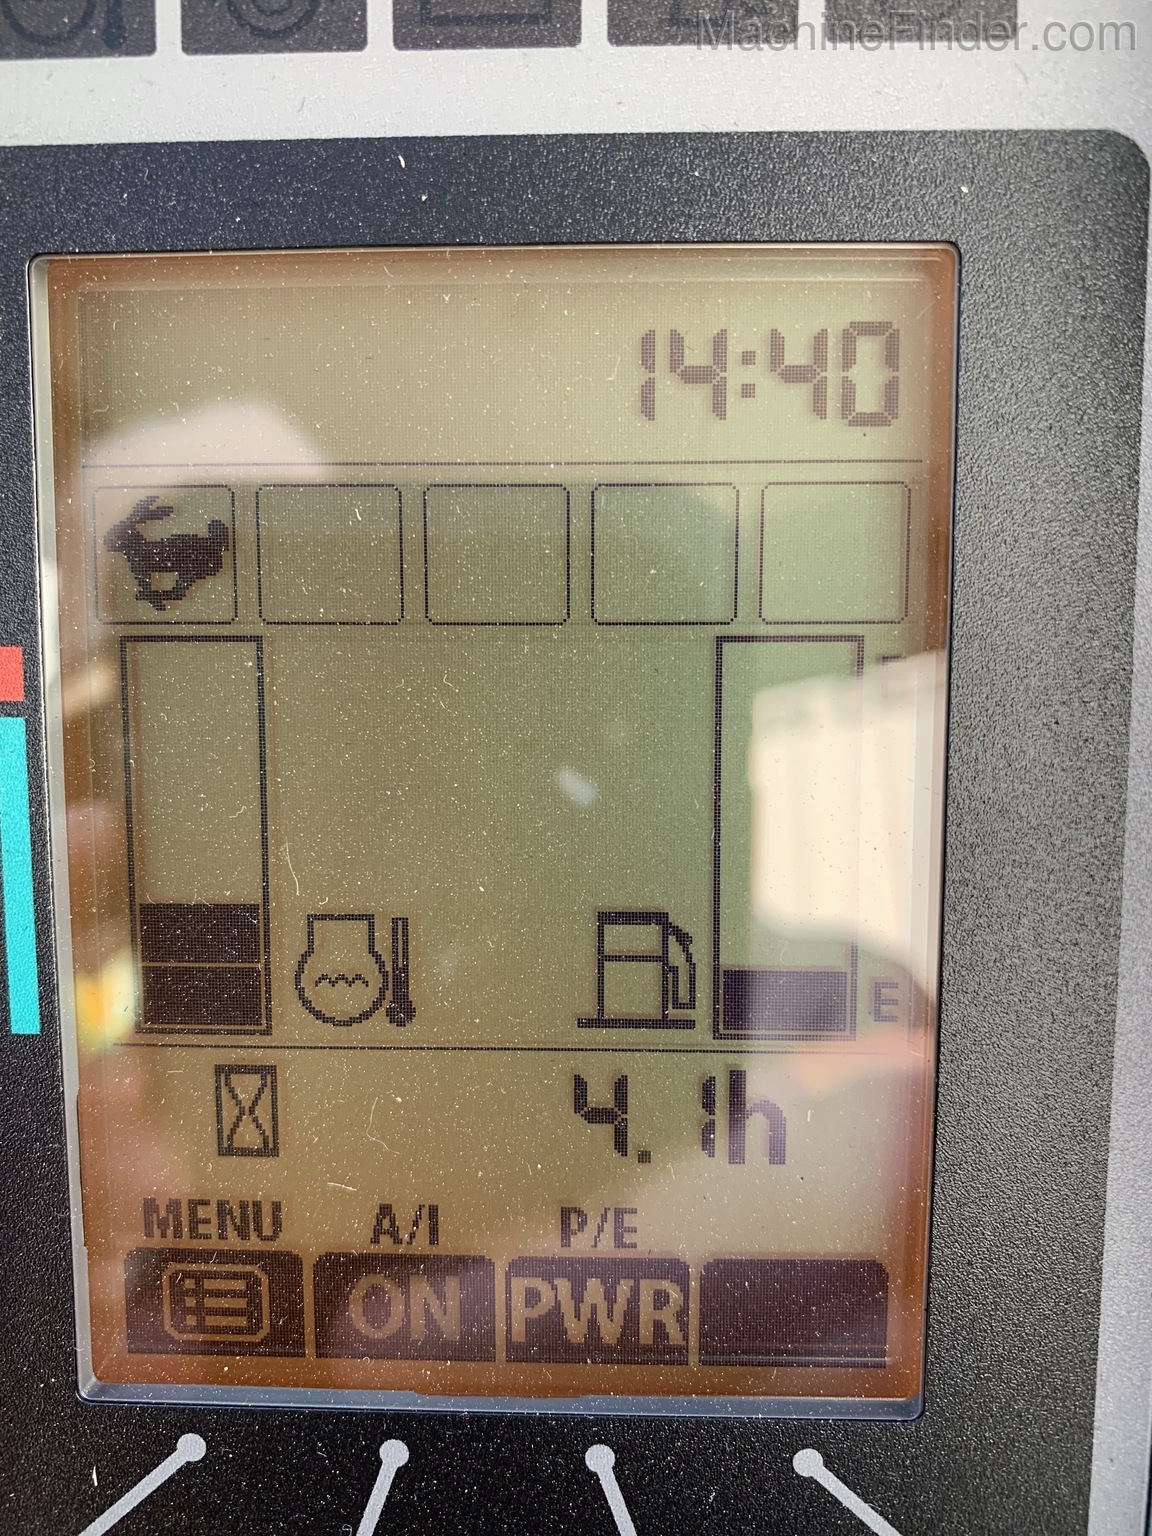 MachineFinder.com
14:40
E
4.1h
MENU A/I P/E
ON PWR